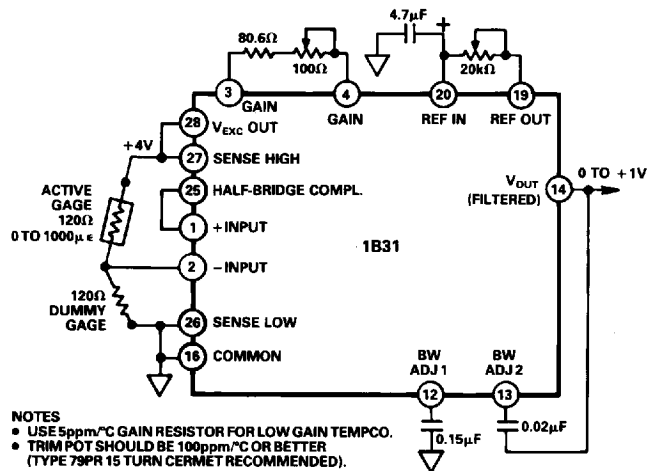 4.7μF
+
80.6Ω
100Ω
20kΩ
3
4
20
19
GAIN
GAIN
REF IN
REF OUT
28
VEXC OUT
+4V
27
SENSE HIGH
25
HALF-BRIDGE COMPL.
ACTIVE
GAGE
120Ω
0 TO 1000με
1
+INPUT
2
–INPUT
1B31
VOUT
(FILTERED)
14
0 TO +1V
120Ω
DUMMY
GAGE
26
SENSE LOW
16
COMMON
BW
ADJ 1
BW
ADJ 2
12
13
0.15μF
0.02μF
NOTES
• USE 5ppm/°C GAIN RESISTOR FOR LOW GAIN TEMPCO.
• TRIM POT SHOULD BE 100ppm/°C OR BETTER
(TYPE 79PR 15 TURN CERMET RECOMMENDED).